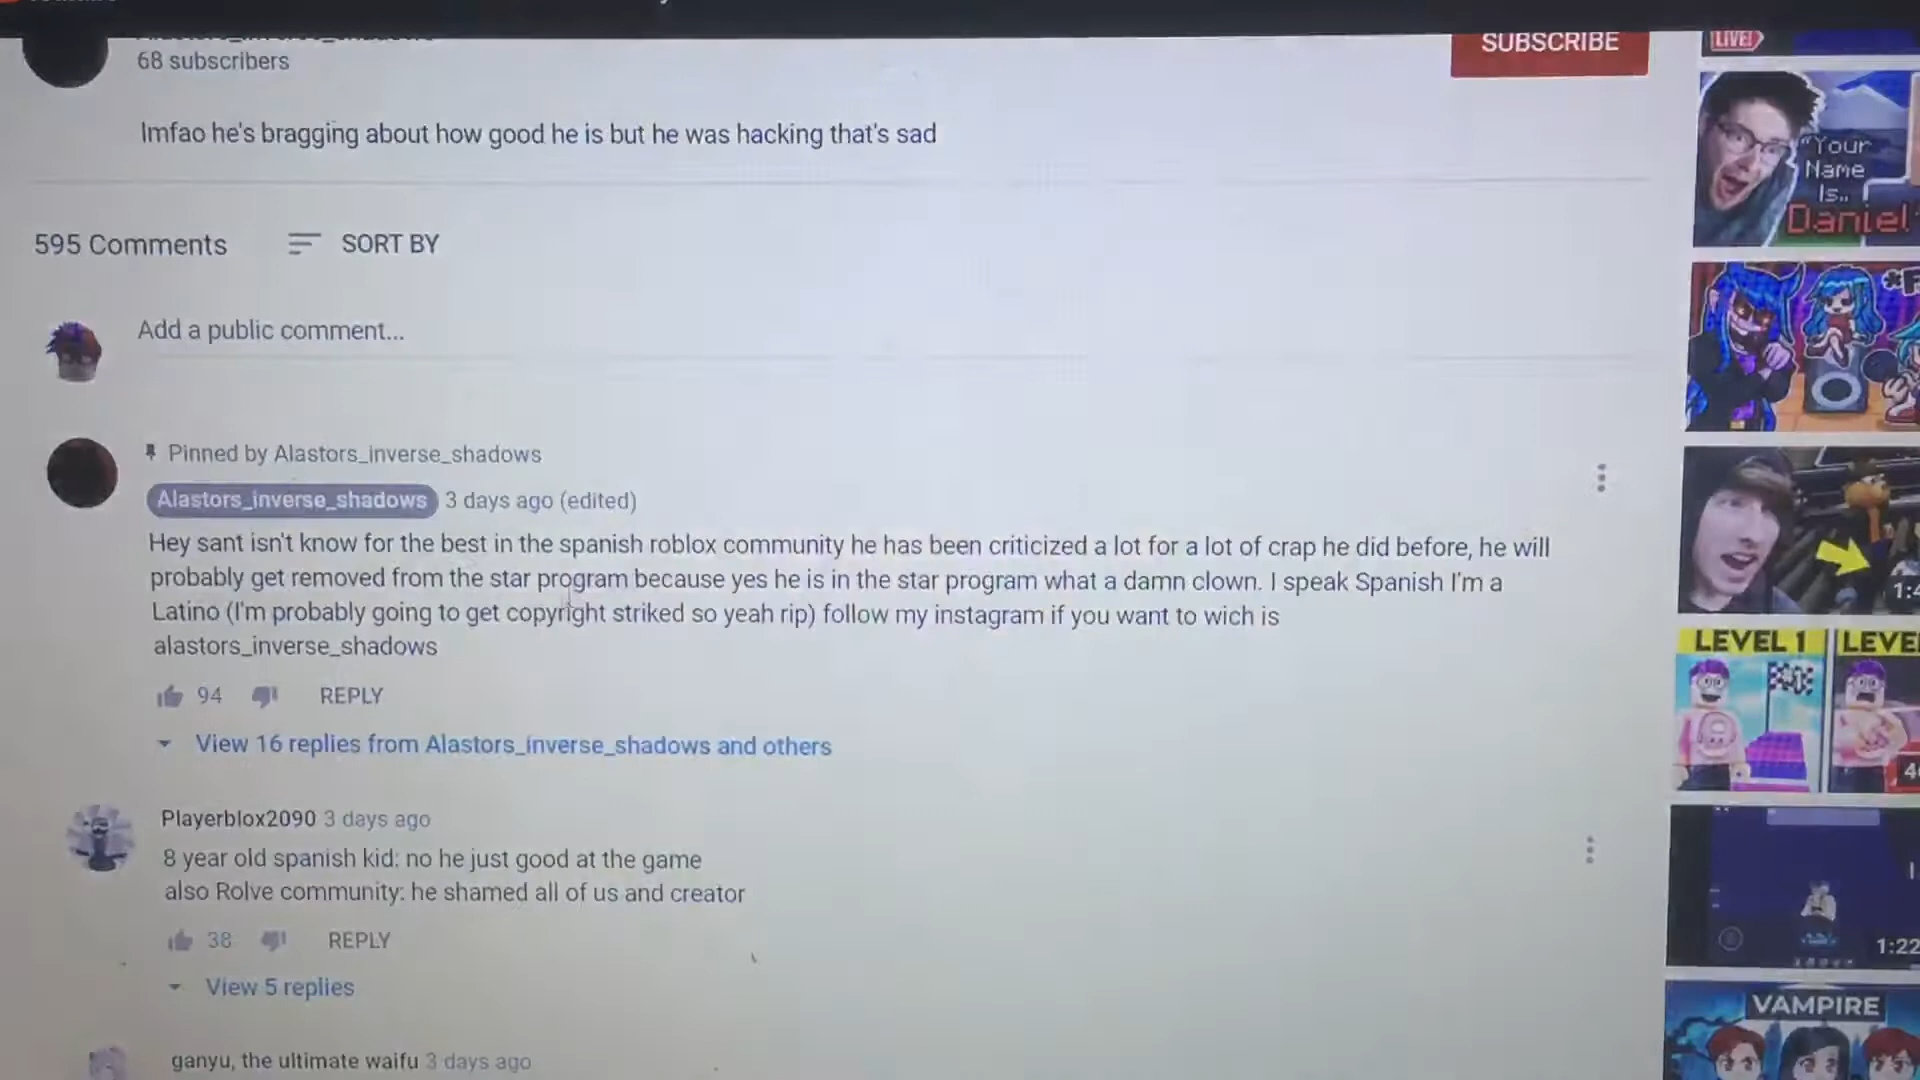 68 subscribers
SUBSCRIBE
lmfao he's bragging about how good he is but he was hacking that's sad
595 Comments
SORT BY
Add a public comment...
Pinned by Alastors_inverse_shadows
Alastors_inverse_shadows 3 days ago (edited)
Hey sant isn't know for the best in the spanish roblox community he has been criticized a lot for a lot of crap he did before, he will
probably get removed from the star program because yes he is in the star program what a damn clown. I speak Spanish I'm a
Latino (I'm probably going to get copyright striked so yeah rip) follow my instagram if you want to wich is
alastors_inverse_shadows
94 REPLY
View 16 replies from Alastors_inverse_shadows and others
Playerblox2090 3 days ago
8 year old spanish kid: no he just good at the game
also Rolve community: he shamed all of us and creator
38 REPLY
View 5 replies
ganyu, the ultimate waifu 3 days ago
LIVE!
"Your
Name
Is..
Daniel"
*F
1:4
LEVEL 1
LEVE
4
1:22
VAMPIRE